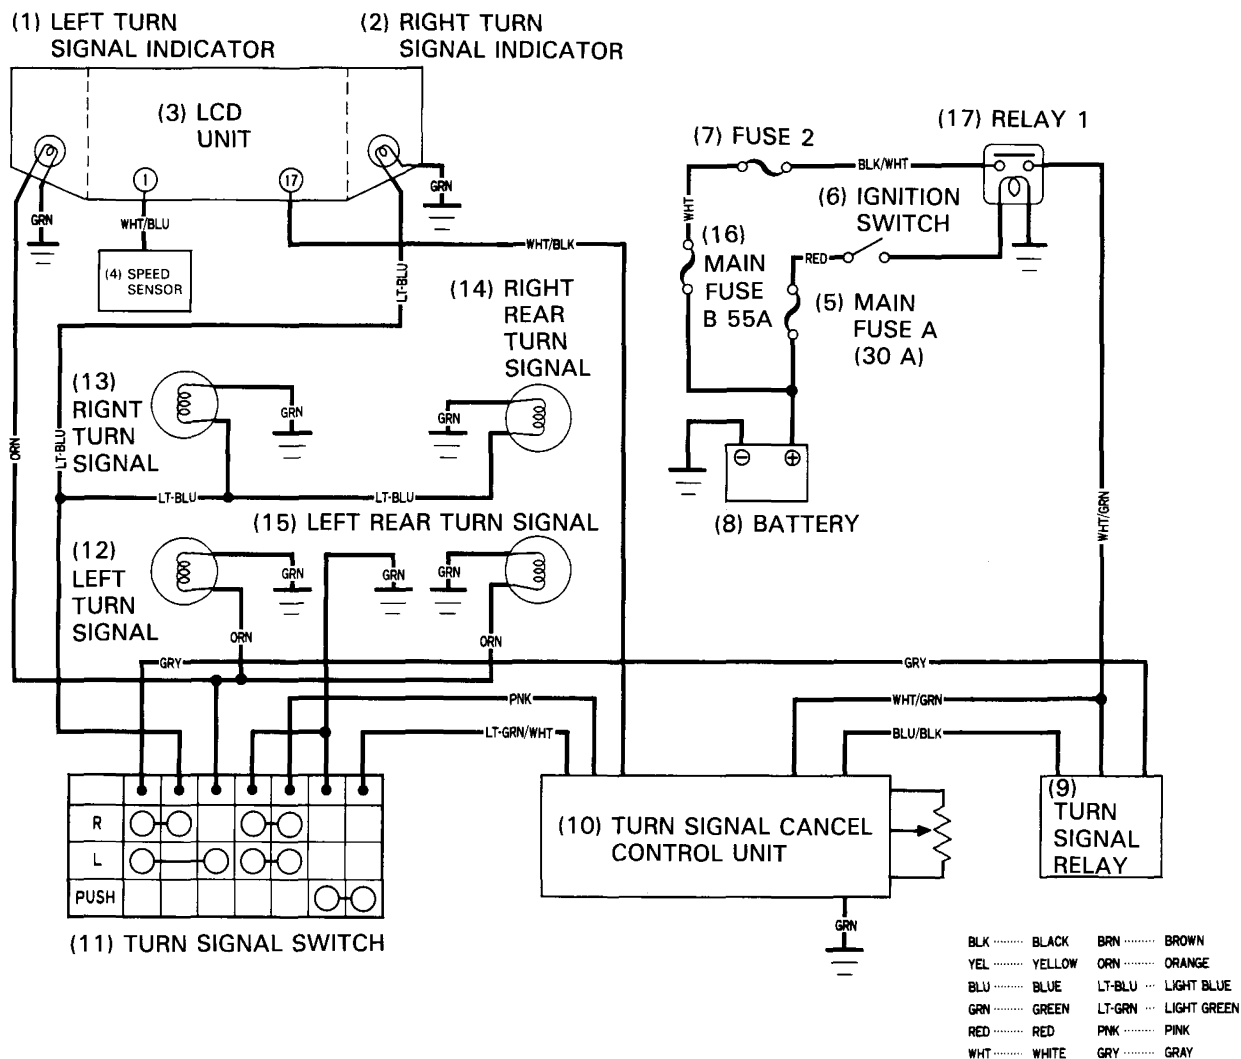 (1) LEFT TURN
SIGNAL INDICATOR
(2) RIGHT TURN
SIGNAL INDICATOR
(3) LCD
UNIT
1
17
GRN
GRN
WHT/BLU
(4) SPEED
SENSOR
WHT/BLK
LT-BLU
(17) RELAY 1
(7) FUSE 2
BLK/WHT
WHT
(6) IGNITION
SWITCH
RED
(16)
MAIN
FUSE
B 55A
(5) MAIN
FUSE A
(30 A)
(14) RIGHT
REAR
TURN
SIGNAL
(13)
RIGNT
TURN
SIGNAL
GRN
GRN
ORN
LT-BLU
LT-BLU
LT-BLU
⊖
⊕
(8) BATTERY
WHT/GRN
(15) LEFT REAR TURN SIGNAL
(12)
LEFT
TURN
SIGNAL
GRN
GRN
GRN
ORN
ORN
GRY
GRY
PNK
WHT/GRN
LT-GRN/WHT
BLU/BLK
R
L
PUSH
(11) TURN SIGNAL SWITCH
(10) TURN SIGNAL CANCEL
CONTROL UNIT
GRN
(9)
TURN
SIGNAL
RELAY
BLK ........ BLACK BRN ........ BROWN
YEL ........ YELLOW ORN ........ ORANGE
BLU ........ BLUE LT-BLU ... LIGHT BLUE
GRN ........ GREEN LT-GRN ... LIGHT GREEN
RED ........ RED PNK ........ PINK
WHT ........ WHITE GRY ........ GRAY